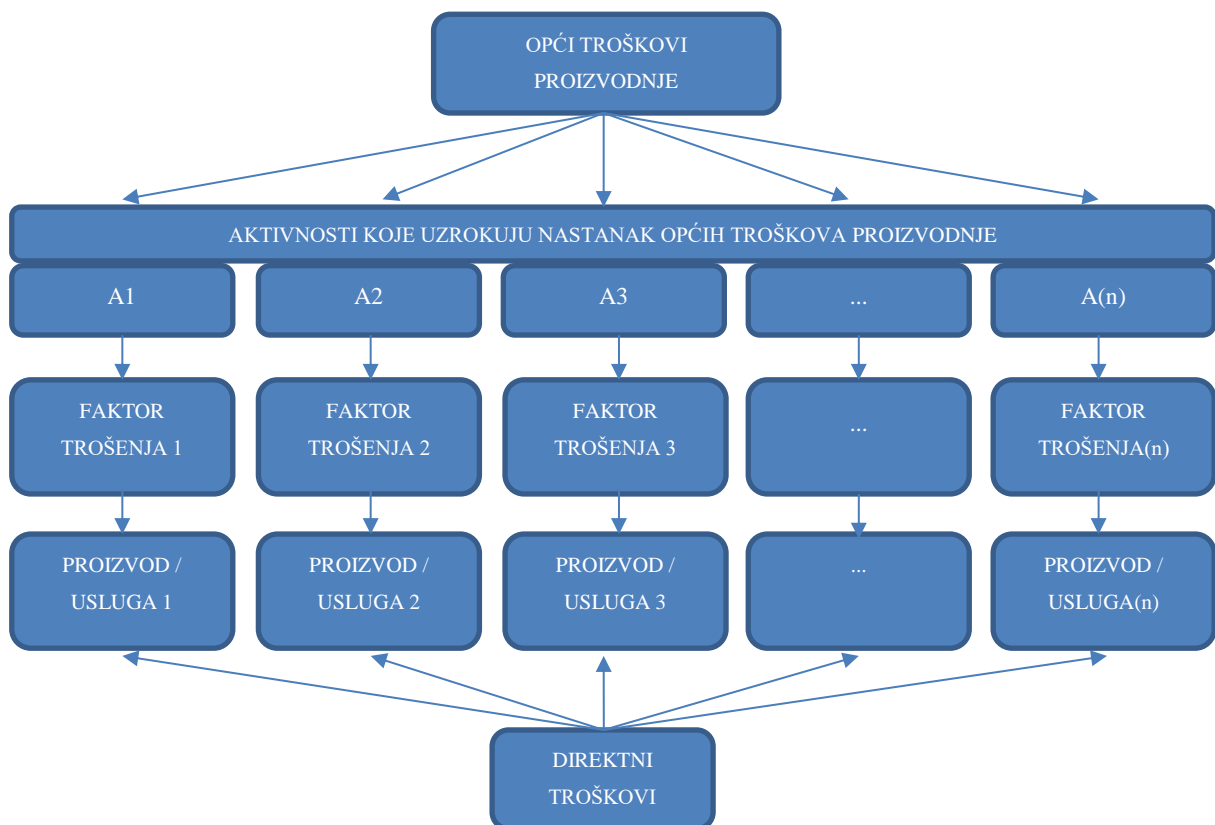 OPĆI TROŠKOVI
PROIZVODNJE
AKTIVNOSTI KOJE UZROKUJU NASTANAK OPĆIH TROŠKOVA PROIZVODNJE
A1
A2
A3
...
A(n)
FAKTOR
TROŠENJA 1
FAKTOR
TROŠENJA 2
FAKTOR
TROŠENJA 3
...
FAKTOR
TROŠENJA(n)
PROIZVOD /
USLUGA 1
PROIZVOD /
USLUGA 2
PROIZVOD /
USLUGA 3
...
PROIZVOD /
USLUGA(n)
DIREKTNI
TROŠKOVI